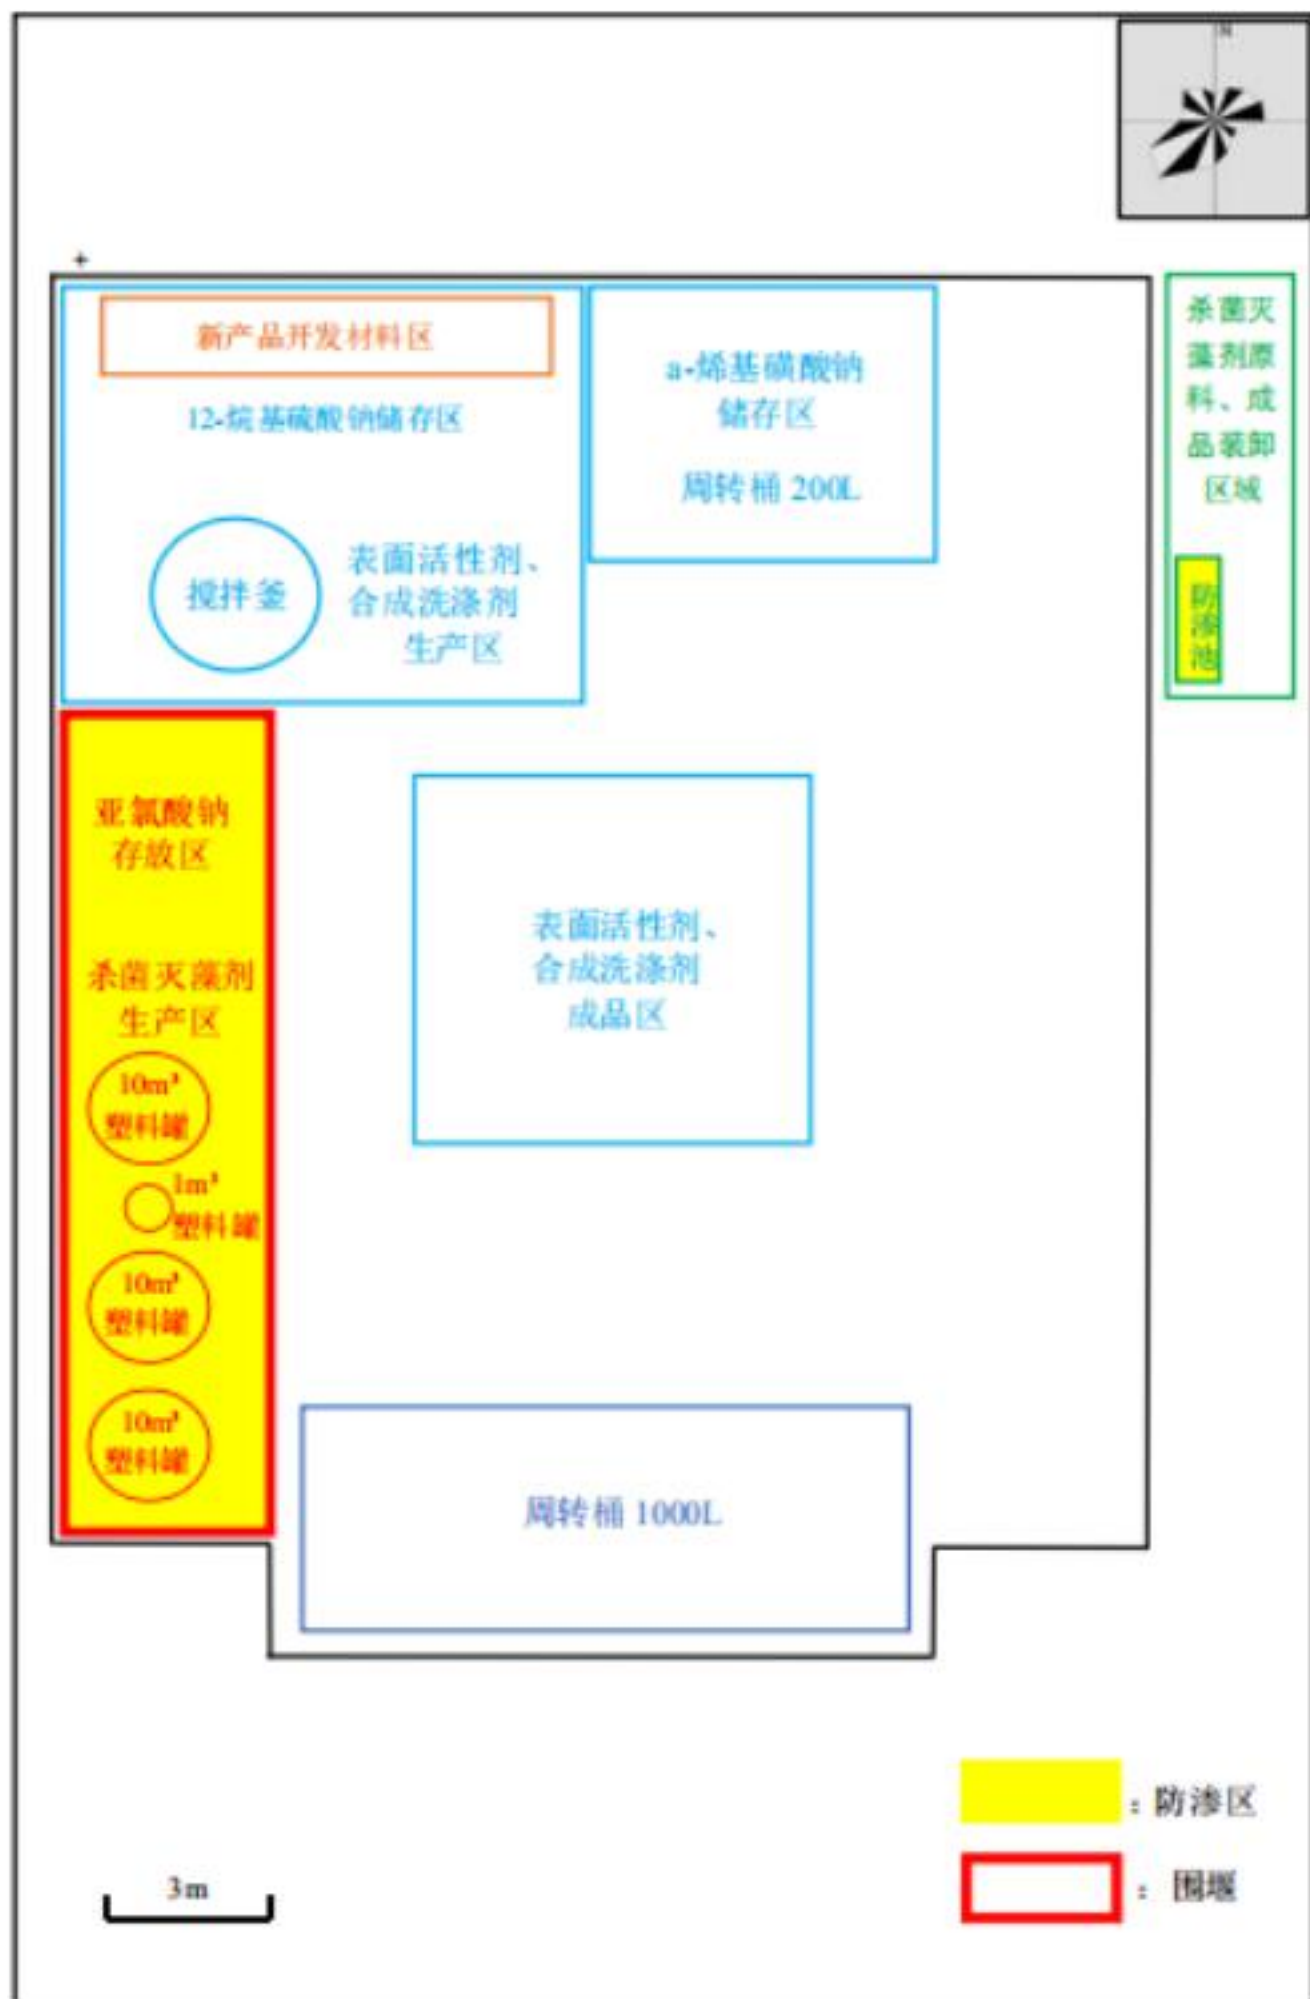 N
+
新产品开发材料区
12-烷基硫酸钠储存区
搅拌釜
表面活性剂、
合成洗涤剂
生产区
a-烯基磺酸钠
储存区
周转桶 200L
杀菌灭
藻剂原
料、成
品装卸
区域
防渗池
亚氯酸钠
存放区
杀菌灭藻剂
生产区
10m³
塑料罐
1m³
塑料罐
10m³
塑料罐
10m³
塑料罐
表面活性剂、
合成洗涤剂
成品区
周转桶 1000L
：防渗区
：围堰
3m